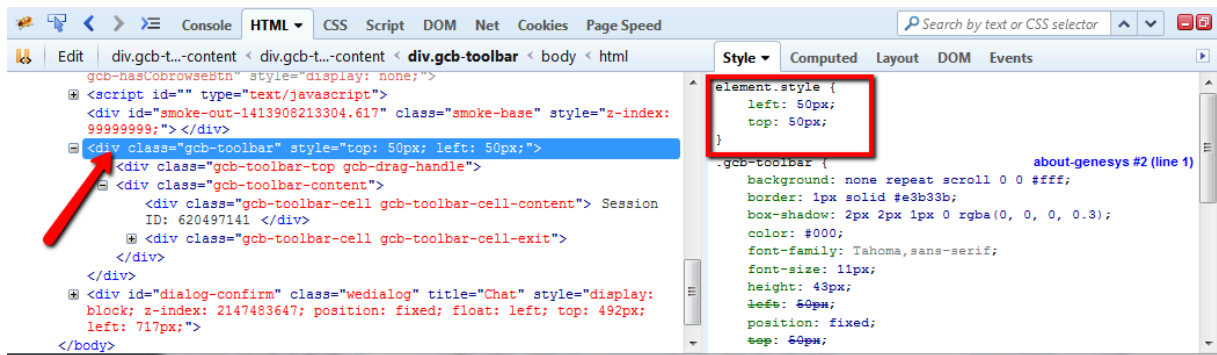 Console HTML CSS Script DOM Net Cookies Page Speed
Search by text or CSS selector
Edit div.gcb-t...-content < div.gcb-t...-content < div.gcb-toolbar < body < html
gcb-hasCobrowseBtn" style="display: none;">
<script id="" type="text/javascript">
<div id="smoke-out-1413908213304.617" class="smoke-base" style="z-index:
99999999;"> </div>
<div class="gcb-toolbar" style="top: 50px; left: 50px;">
<div class="gcb-toolbar-top gcb-drag-handle">
<div class="gcb-toolbar-content">
<div class="gcb-toolbar-cell gcb-toolbar-cell-content"> Session
ID: 620497141 </div>
<div class="gcb-toolbar-cell gcb-toolbar-cell-exit">
</div>
</div>
<div id="dialog-confirm" class="wedialog" title="Chat" style="display:
block; z-index: 2147483647; position: fixed; float: left; top: 492px;
left: 717px;">
</body>
Style Computed Layout DOM Events
element.style {
left: 50px;
top: 50px;
}
.gcb-toolbar { about-genesys #2 (line 1)
background: none repeat scroll 0 0 #fff;
border: 1px solid #e3b33b;
box-shadow: 2px 2px 1px 0 rgba(0, 0, 0, 0.3);
color: #000;
font-family: Tahoma,sans-serif;
font-size: 11px;
height: 43px;
left: 50px;
position: fixed;
top: 50px;